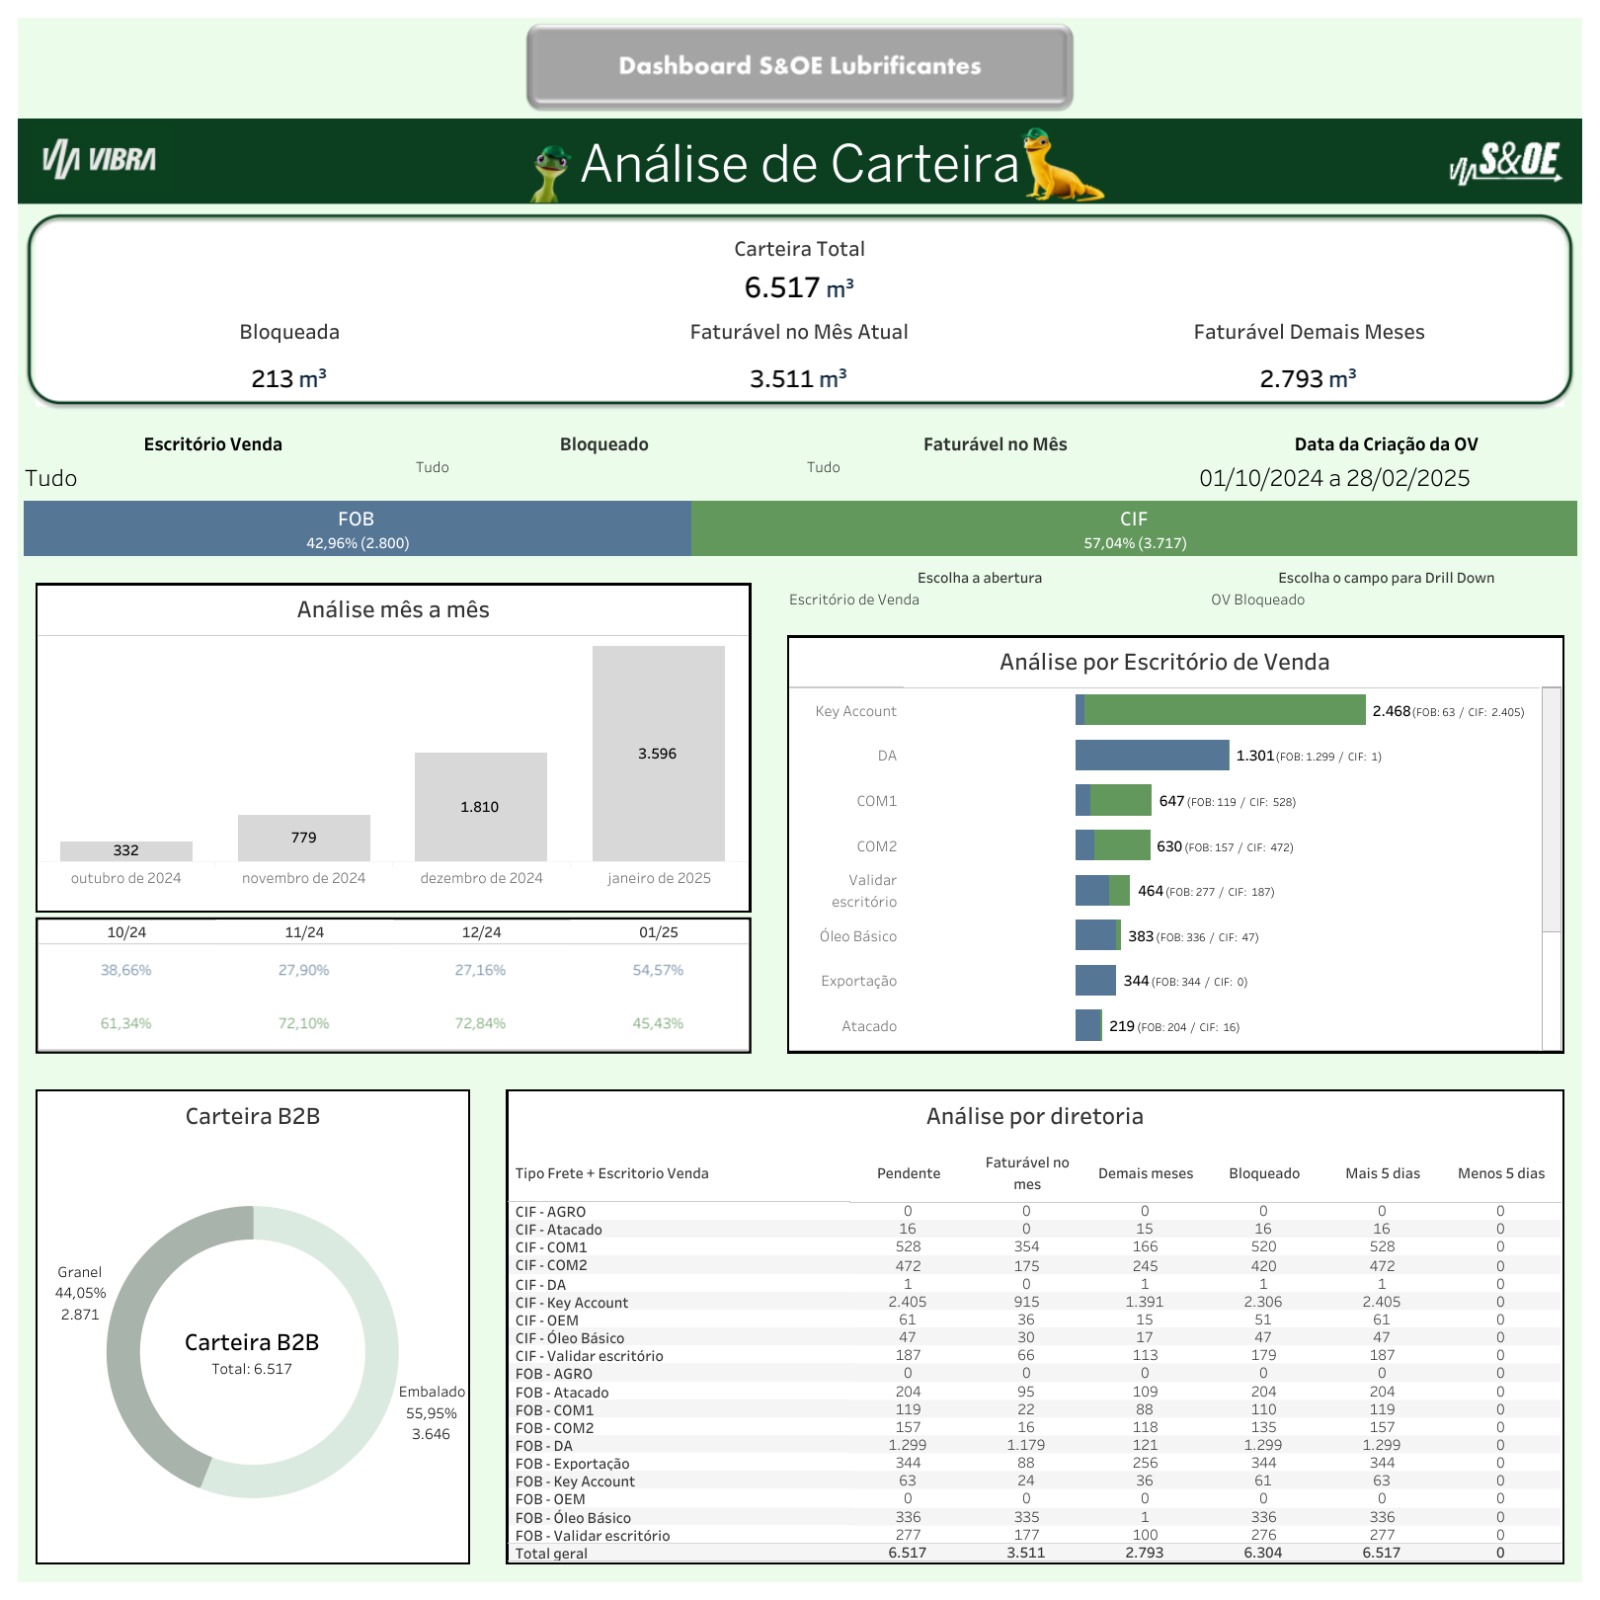 Dashboard S&OE Lubrificantes
VIBRA
Análise de Carteira
S&OE
Carteira Total
6.517 m³
Bloqueada
Faturável no Mês Atual
Faturável Demais Meses
213 m³
3.511 m³
2.793 m³
Escritório Venda
Bloqueado
Faturável no Mês
Data da Criação da OV
Tudo
Tudo
Tudo
01/10/2024 a 28/02/2025
FOB
42,96% (2.800)
CIF
57,04% (3.717)
Análise mês a mês
332
779
1.810
3.596
outubro de 2024
novembro de 2024
dezembro de 2024
janeiro de 2025
10/24 11/24 12/24 01/25
38,66% 27,90% 27,16% 54,57%
61,34% 72,10% 72,84% 45,43%
Escolha a abertura
Escritório de Venda
Escolha o campo para Drill Down
OV Bloqueado
Análise por Escritório de Venda
Key Account 2.468 (FOB: 63 / CIF: 2.405)
DA 1.301 (FOB: 1.299 / CIF: 1)
COM1 647 (FOB: 119 / CIF: 528)
COM2 630 (FOB: 157 / CIF: 472)
Validar
escritório
464 (FOB: 277 / CIF: 187)
Óleo Básico 383 (FOB: 336 / CIF: 47)
Exportação 344 (FOB: 344 / CIF: 0)
Atacado 219 (FOB: 204 / CIF: 16)
Carteira B2B
Granel
44,05%
2.871
Carteira B2B
Total: 6.517
Embalado
55,95%
3.646
Análise por diretoria
Tipo Frete + Escritorio Venda
Pendente
Faturável no
mes
Demais meses
Bloqueado
Mais 5 dias
Menos 5 dias
CIF - AGRO 0 0 0 0 0 0
CIF - Atacado 16 0 15 16 16 0
CIF - COM1 528 354 166 520 528 0
CIF - COM2 472 175 245 420 472 0
CIF - DA 1 0 1 1 1 0
CIF - Key Account 2.405 915 1.391 2.306 2.405 0
CIF - OEM 61 36 15 51 61 0
CIF - Óleo Básico 47 30 17 47 47 0
CIF - Validar escritório 187 66 113 179 187 0
FOB - AGRO 0 0 0 0 0 0
FOB - Atacado 204 95 109 204 204 0
FOB - COM1 119 22 88 110 119 0
FOB - COM2 157 16 118 135 157 0
FOB - DA 1.299 1.179 121 1.299 1.299 0
FOB - Exportação 344 88 256 344 344 0
FOB - Key Account 63 24 36 61 63 0
FOB - OEM 0 0 0 0 0 0
FOB - Óleo Básico 336 335 1 336 336 0
FOB - Validar escritório 277 177 100 276 277 0
Total geral 6.517 3.511 2.793 6.304 6.517 0